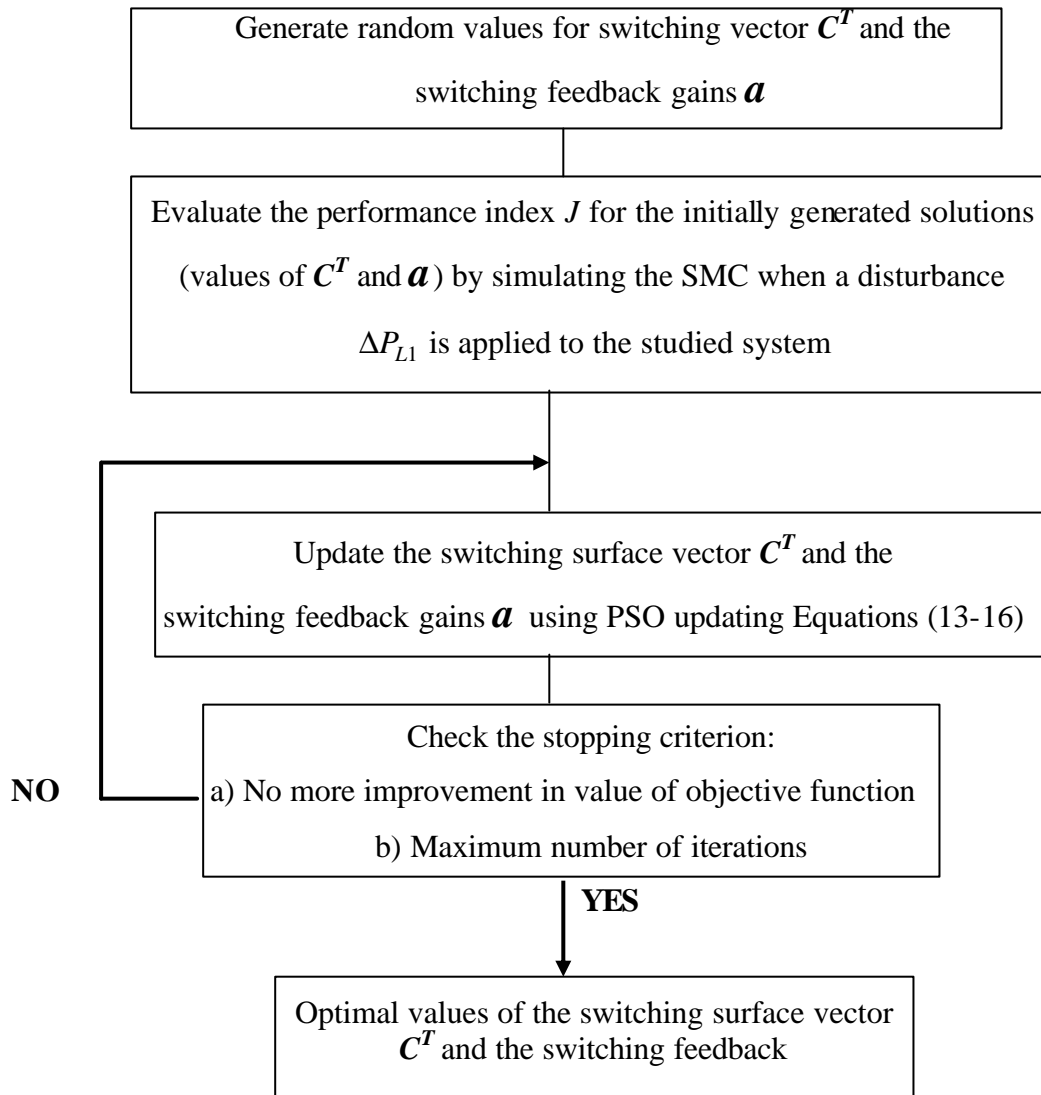 Generate random values for switching vector C^T and the
switching feedback gains a
Evaluate the performance index J for the initially generated solutions
(values of C^T and a) by simulating the SMC when a disturbance
ΔP_{L1} is applied to the studied system
Update the switching surface vector C^T and the
switching feedback gains a using PSO updating Equations (13-16)
Check the stopping criterion:
NO
a) No more improvement in value of objective function
b) Maximum number of iterations
YES
Optimal values of the switching surface vector
C^T and the switching feedback